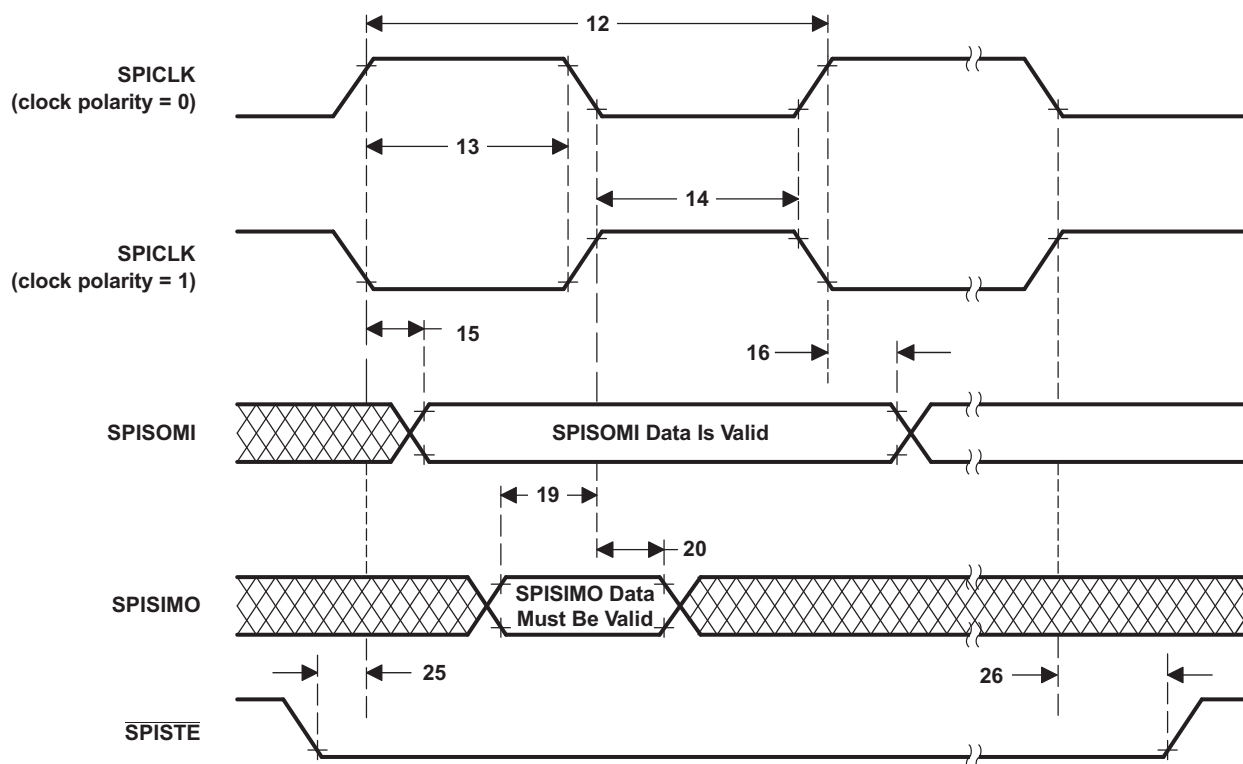 12
SPICLK
(clock polarity = 0)
13
14
SPICLK
(clock polarity = 1)
15
16
SPISOMI
SPISOMI Data Is Valid
19
20
SPISIMO
SPISIMO Data
Must Be Valid
25
26
SPISTE